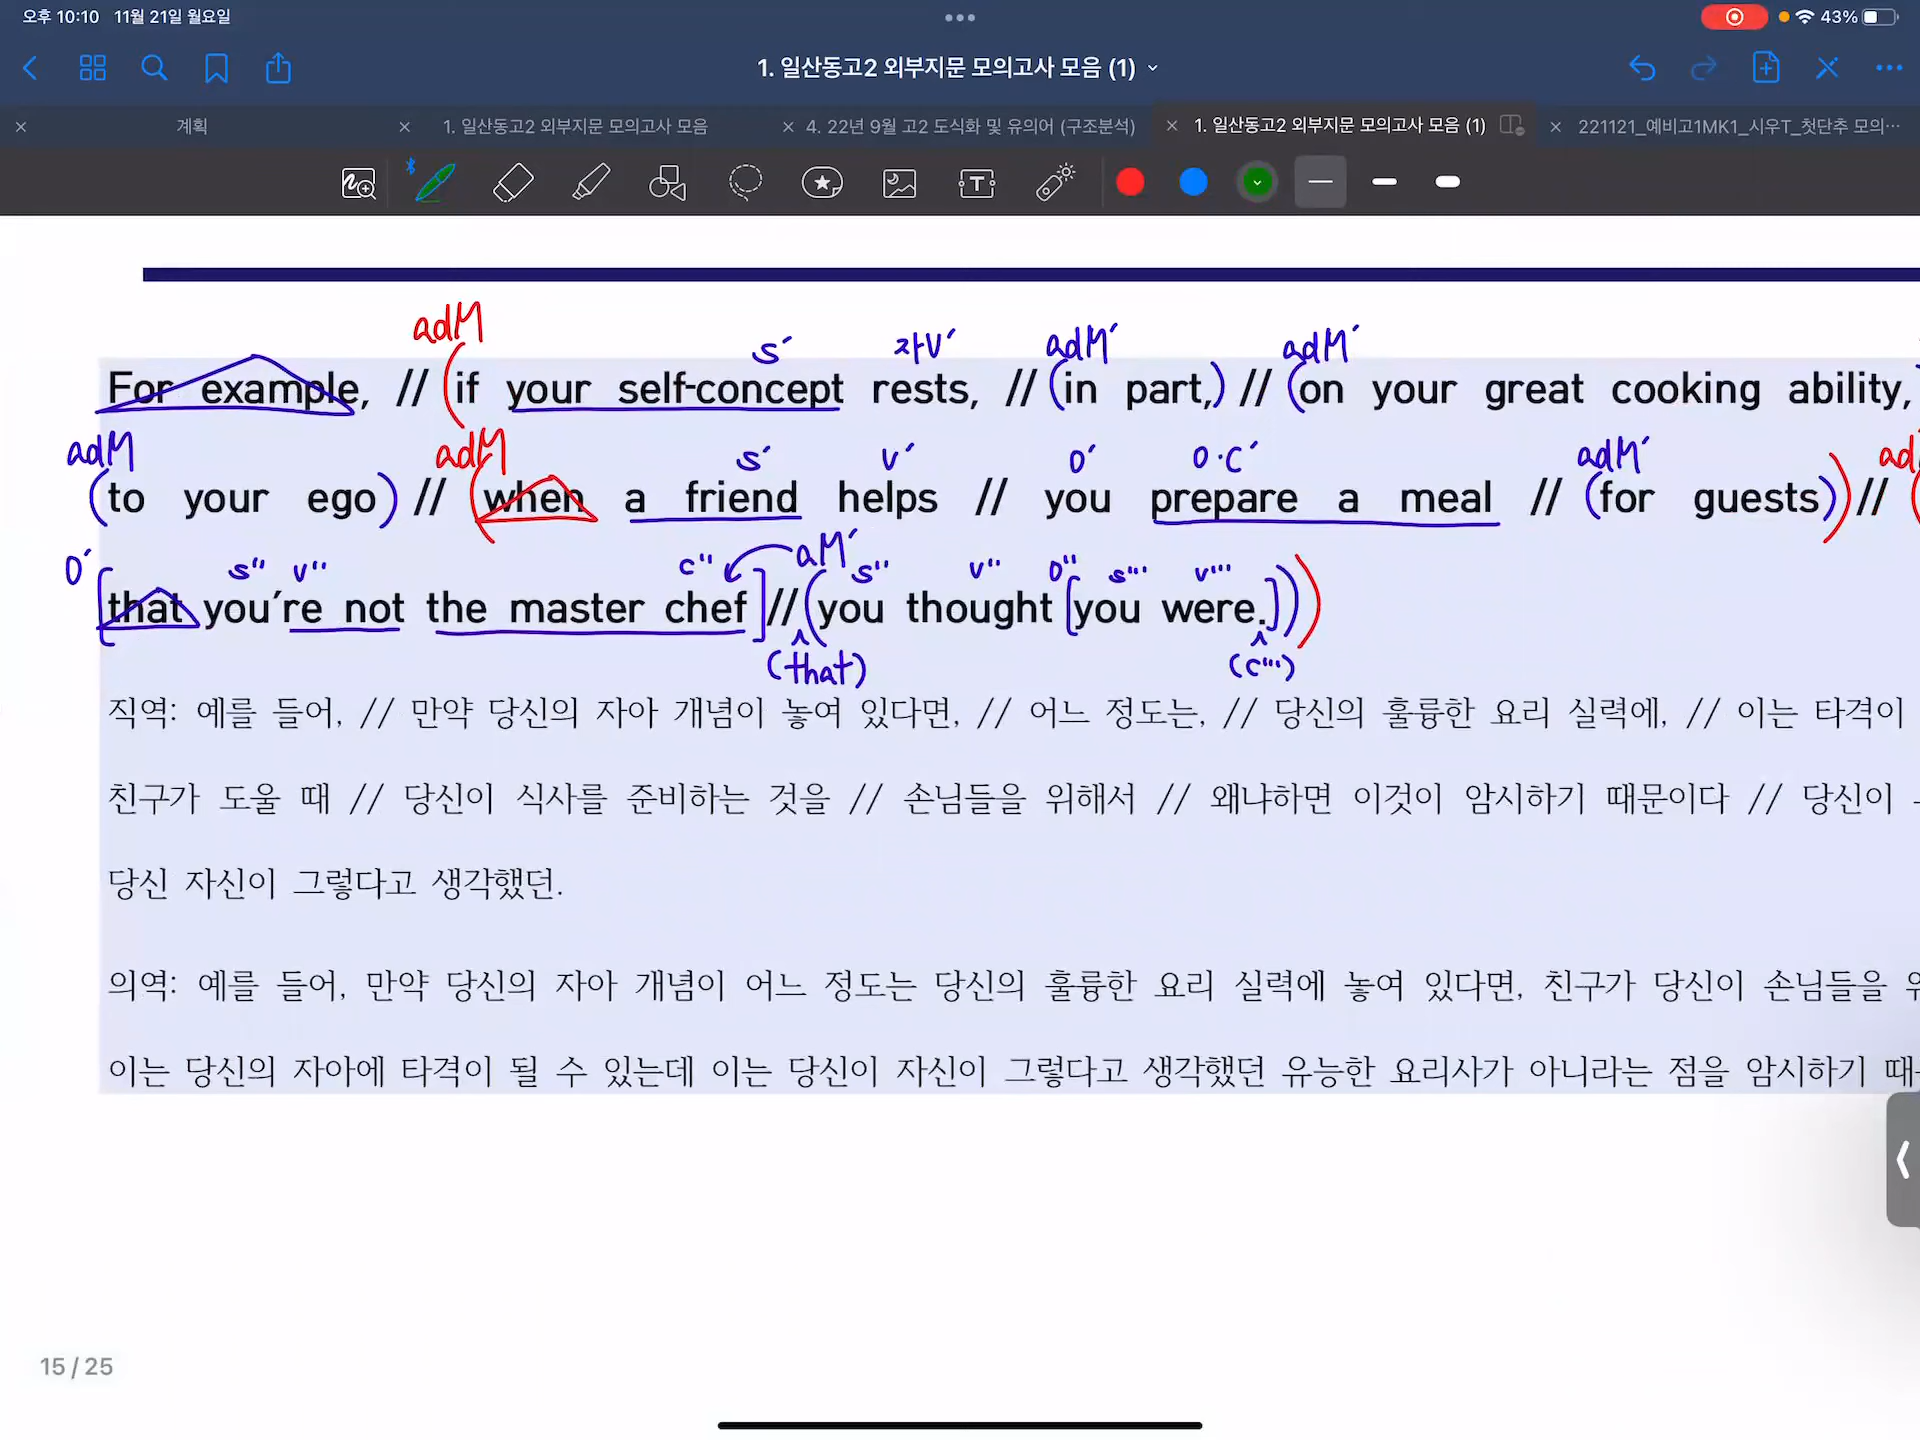 오후 10:10 11월 21일 월요일
43%
1. 일산동고2 외부지문 모의고사 모음 (1)
계획
1. 일산동고2 외부지문 모의고사 모음
4. 22년 9월 고2 도식화 및 유의어 (구조분석)
1. 일산동고2 외부지문 모의고사 모음 (1)
221121_예비고1MK1_시우T_첫단추 모의…
adM s′ 자V′ adM′ adM′
For example, // (if your self-concept rests, // (in part,) // (on your great cooking ability,
adM adM s′ v′ o′ o·c′ adM′
(to your ego) // (when a friend helps // you prepare a meal // (for guests)) //
o′ s″ v″ c″ aM′ s″ v″ o″ s‴ v‴
[that you're not the master chef] // (you thought [you were.]))
(that) (c‴)
직역: 예를 들어, // 만약 당신의 자아 개념이 놓여 있다면, // 어느 정도는, // 당신의 훌륭한 요리 실력에, // 이는 타격이
친구가 도울 때 // 당신이 식사를 준비하는 것을 // 손님들을 위해서 // 왜냐하면 이것이 암시하기 때문이다 // 당신이
당신 자신이 그렇다고 생각했던.
의역: 예를 들어, 만약 당신의 자아 개념이 어느 정도는 당신의 훌륭한 요리 실력에 놓여 있다면, 친구가 당신이 손님들을
이는 당신의 자아에 타격이 될 수 있는데 이는 당신이 자신이 그렇다고 생각했던 유능한 요리사가 아니라는 점을 암시하기
15 / 25